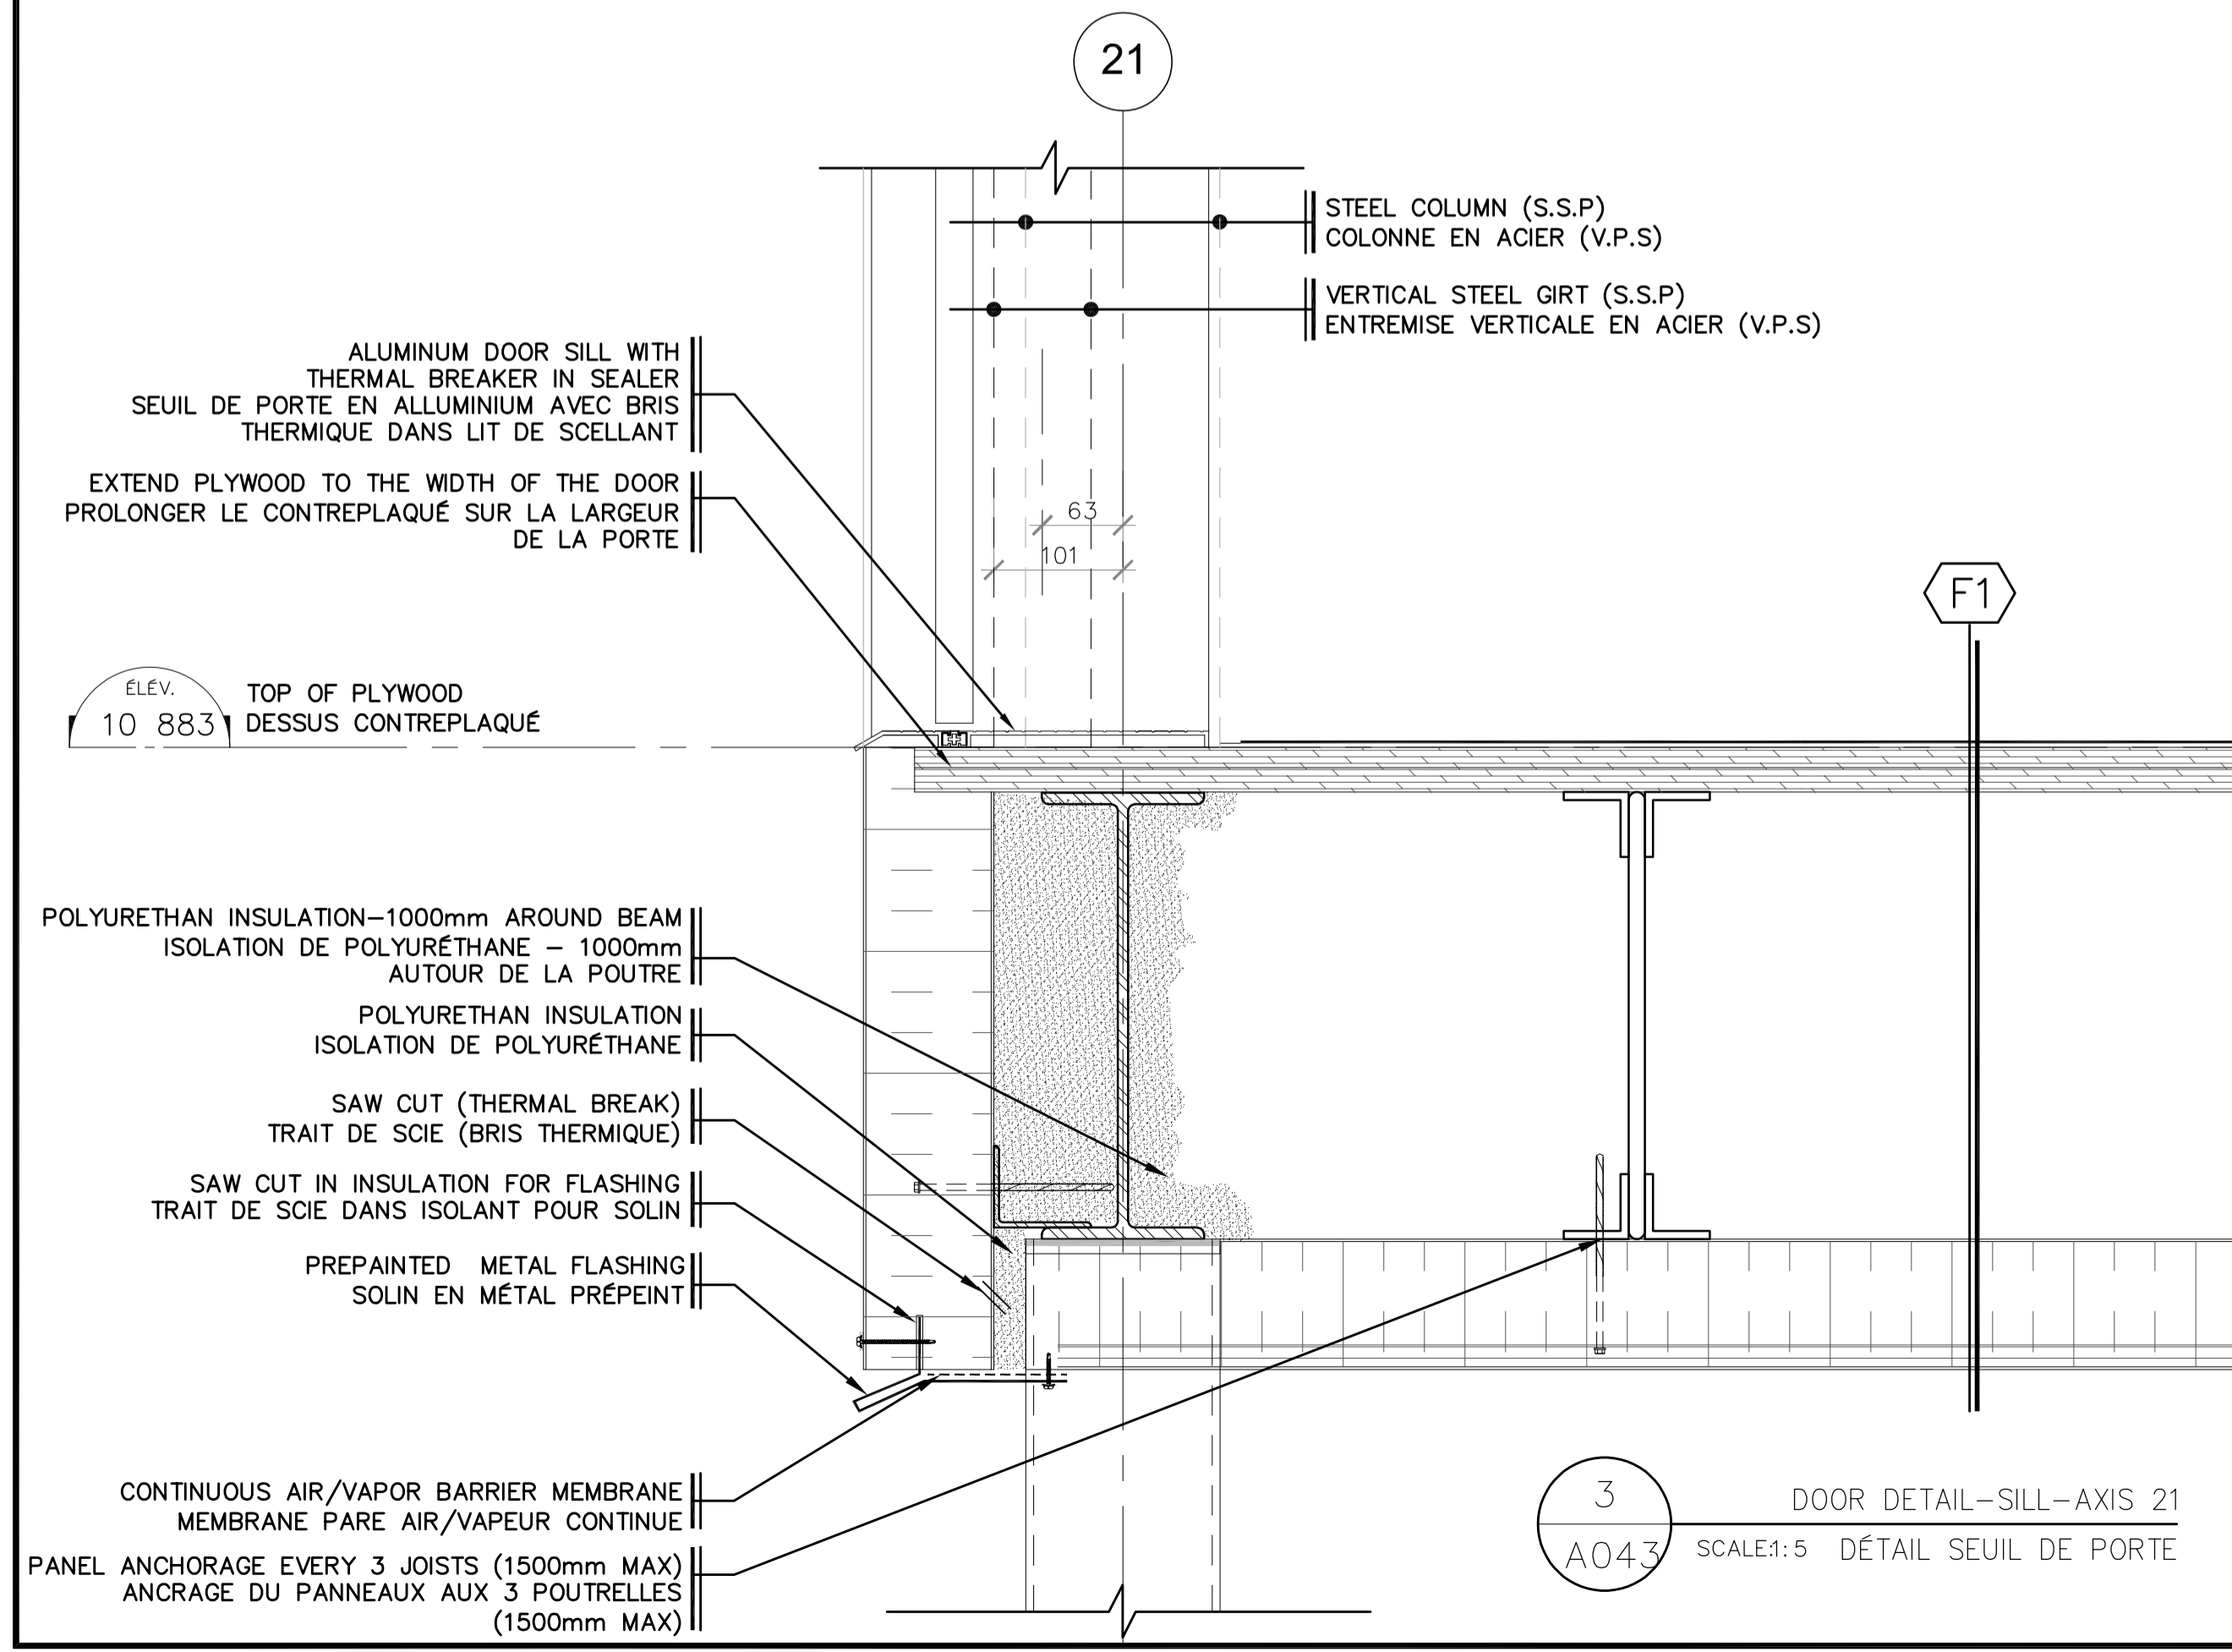 21
STEEL COLUMN (S.S.P)
COLONNE EN ACIER (V.P.S)
VERTICAL STEEL GIRT (S.S.P)
ENTREMISE VERTICALE EN ACIER (V.P.S)
ALUMINUM DOOR SILL WITH
THERMAL BREAKER IN SEALER
SEUIL DE PORTE EN ALLUMINIUM AVEC BRIS
THERMIQUE DANS LIT DE SCELLANT
EXTEND PLYWOOD TO THE WIDTH OF THE DOOR
PROLONGER LE CONTREPLAQUÉ SUR LA LARGEUR
DE LA PORTE
63
101
F1
ÉLÉV.
10 883
TOP OF PLYWOOD
DESSUS CONTREPLAQUÉ
POLYURETHAN INSULATION-1000mm AROUND BEAM
ISOLATION DE POLYURÉTHANE - 1000mm
AUTOUR DE LA POUTRE
POLYURETHAN INSULATION
ISOLATION DE POLYURÉTHANE
SAW CUT (THERMAL BREAK)
TRAIT DE SCIE (BRIS THERMIQUE)
SAW CUT IN INSULATION FOR FLASHING
TRAIT DE SCIE DANS ISOLANT POUR SOLIN
PREPAINTED METAL FLASHING
SOLIN EN MÉTAL PRÉPEINT
CONTINUOUS AIR/VAPOR BARRIER MEMBRANE
MEMBRANE PARE AIR/VAPEUR CONTINUE
PANEL ANCHORAGE EVERY 3 JOISTS (1500mm MAX)
ANCRAGE DU PANNEAUX AUX 3 POUTRELLES
(1500mm MAX)
3
A043
DOOR DETAIL-SILL-AXIS 21
SCALE:1:5 DÉTAIL SEUIL DE PORTE